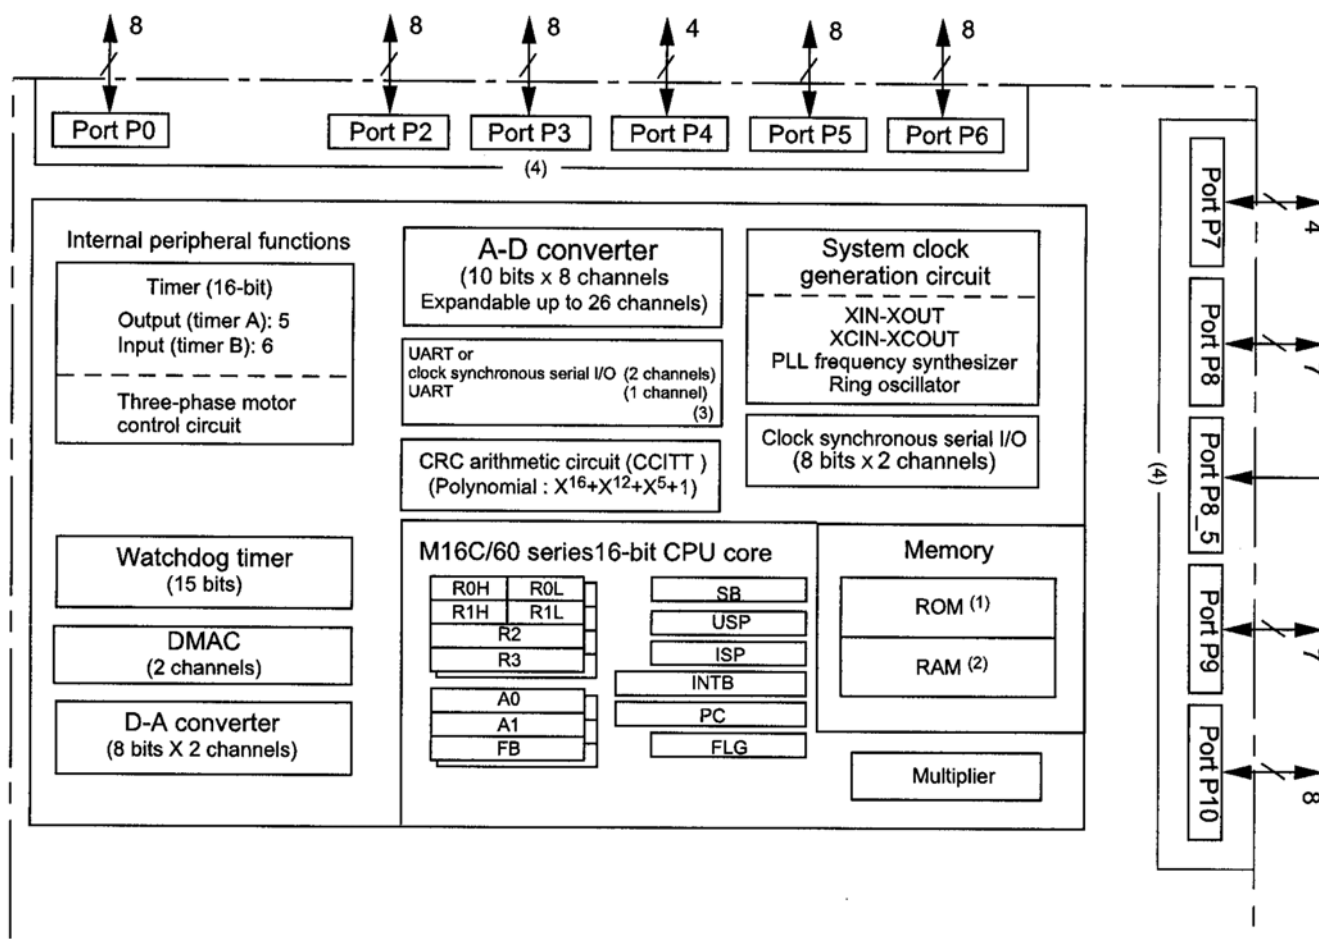 8 8 8 4 8 8
Port P0 Port P2 Port P3 Port P4 Port P5 Port P6
(4)
Internal peripheral functions
Timer (16-bit)
Output (timer A): 5
Input (timer B): 6
Three-phase motor
control circuit
Watchdog timer
(15 bits)
DMAC
(2 channels)
D-A converter
(8 bits X 2 channels)
A-D converter
(10 bits x 8 channels
Expandable up to 26 channels)
UART or
clock synchronous serial I/O (2 channels)
UART (1 channel)
(3)
CRC arithmetic circuit (CCITT )
(Polynomial : X¹⁶+X¹²+X⁵+1)
System clock
generation circuit
XIN-XOUT
XCIN-XCOUT
PLL frequency synthesizer
Ring oscillator
Clock synchronous serial I/O
(8 bits x 2 channels)
M16C/60 series16-bit CPU core
R0H R0L
R1H R1L
R2
R3
A0
A1
FB
SB
USP
ISP
INTB
PC
FLG
Memory
ROM (1)
RAM (2)
Multiplier
(4)
Port P7
4
Port P8
7
Port P8_5
Port P9
7
Port P10
8